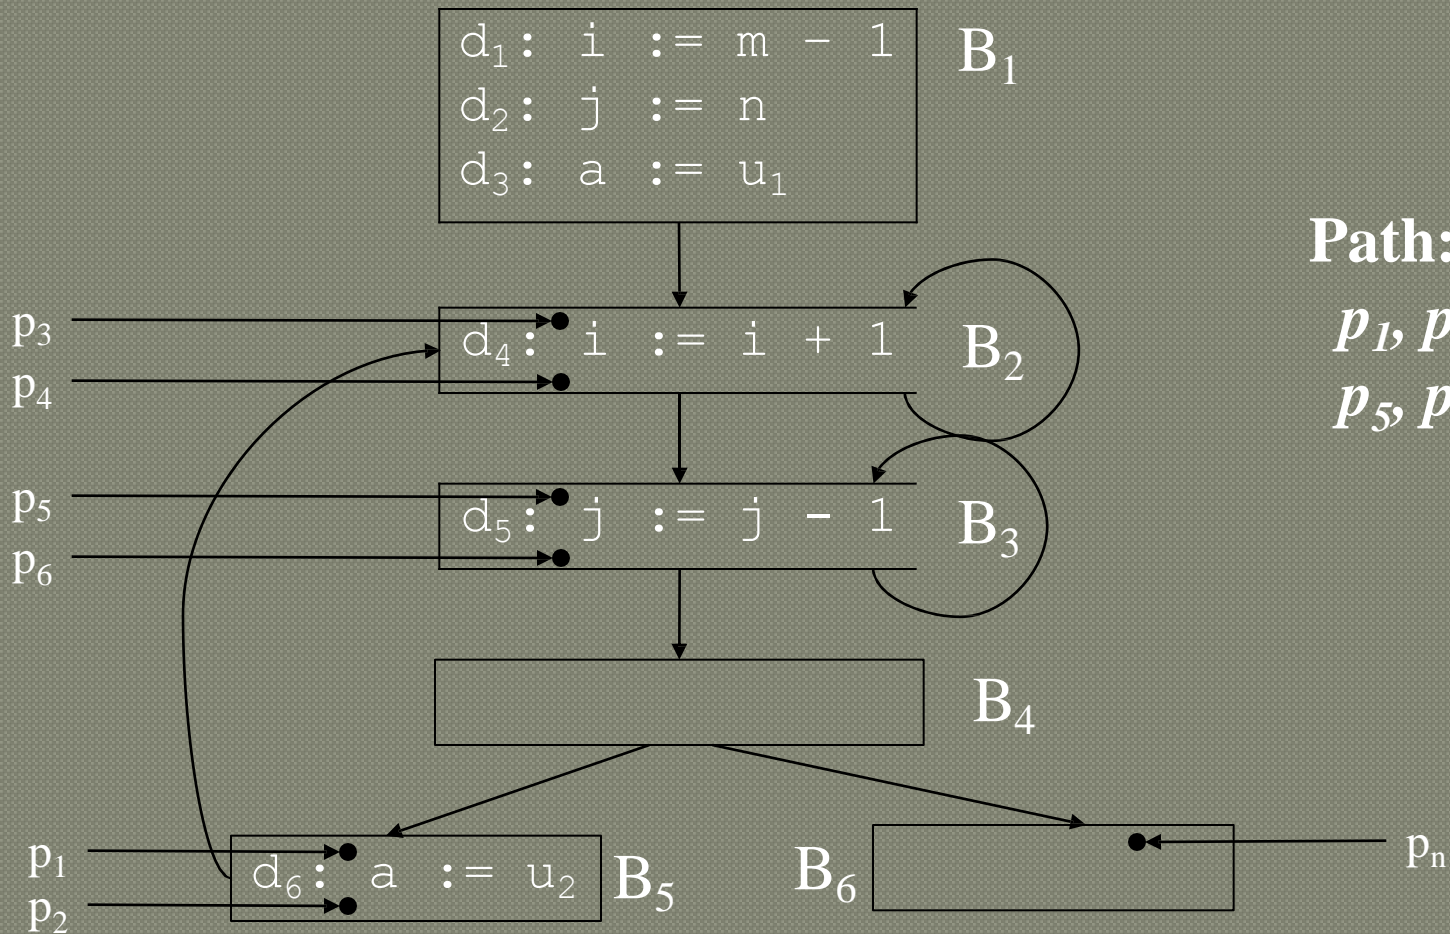 d₁: i := m − 1
d₂: j := n
d₃: a := u₁
B₁
Path:
p₁, p
p₅, p
p₃
p₄
d₄: i := i + 1
B₂
p₅
p₆
d₅: j := j - 1
B₃
B₄
p₁
p₂
d₆: a := u₂
B₅
B₆
pₙ